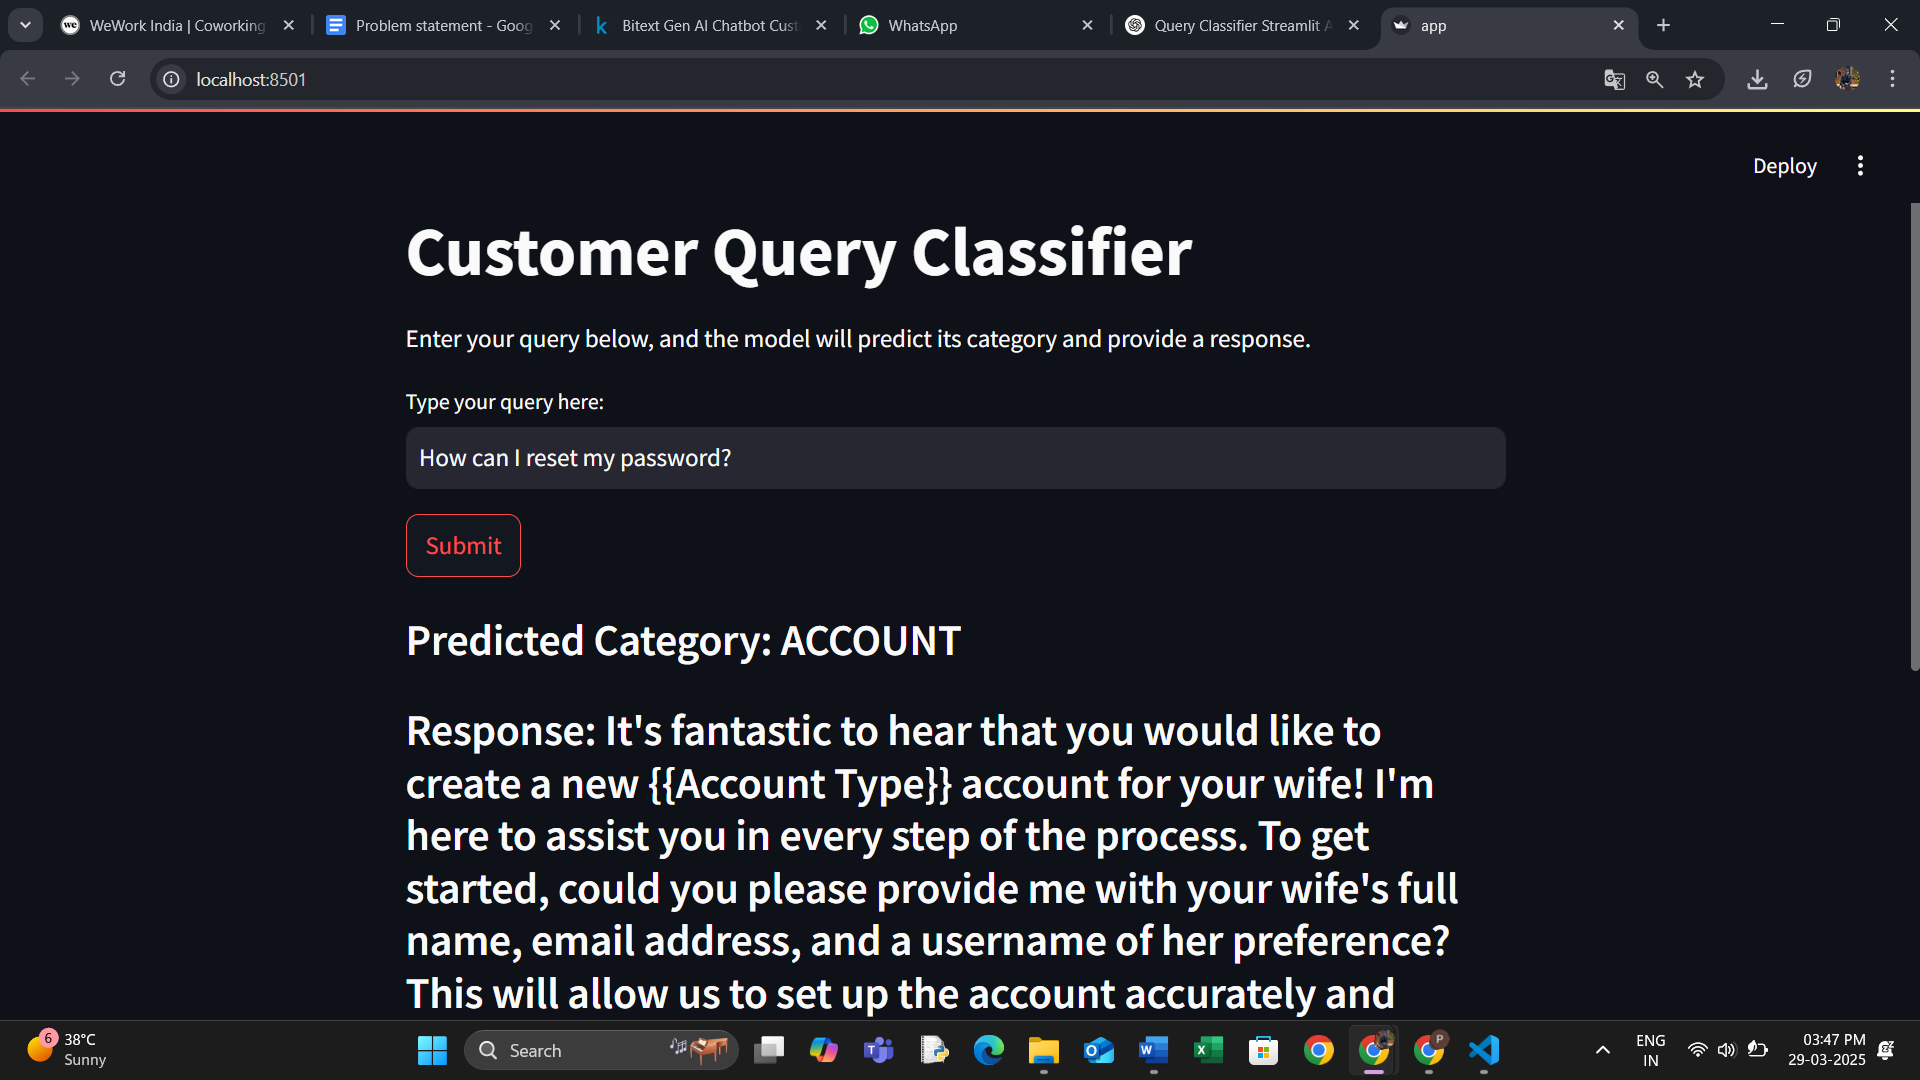 we WeWork India | Coworking
Problem statement - Goog
k Bitext Gen AI Chatbot Cust
WhatsApp
Query Classifier Streamlit A
app
localhost:8501
Deploy
Customer Query Classifier
Enter your query below, and the model will predict its category and provide a response.
Type your query here:
How can I reset my password?
Submit
Predicted Category: ACCOUNT
Response: It's fantastic to hear that you would like to
create a new {{Account Type}} account for your wife! I'm
here to assist you in every step of the process. To get
started, could you please provide me with your wife's full
name, email address, and a username of her preference?
This will allow us to set up the account accurately and
6
38°C
Sunny
Search
P
ENG
IN
03:47 PM
29-03-2025